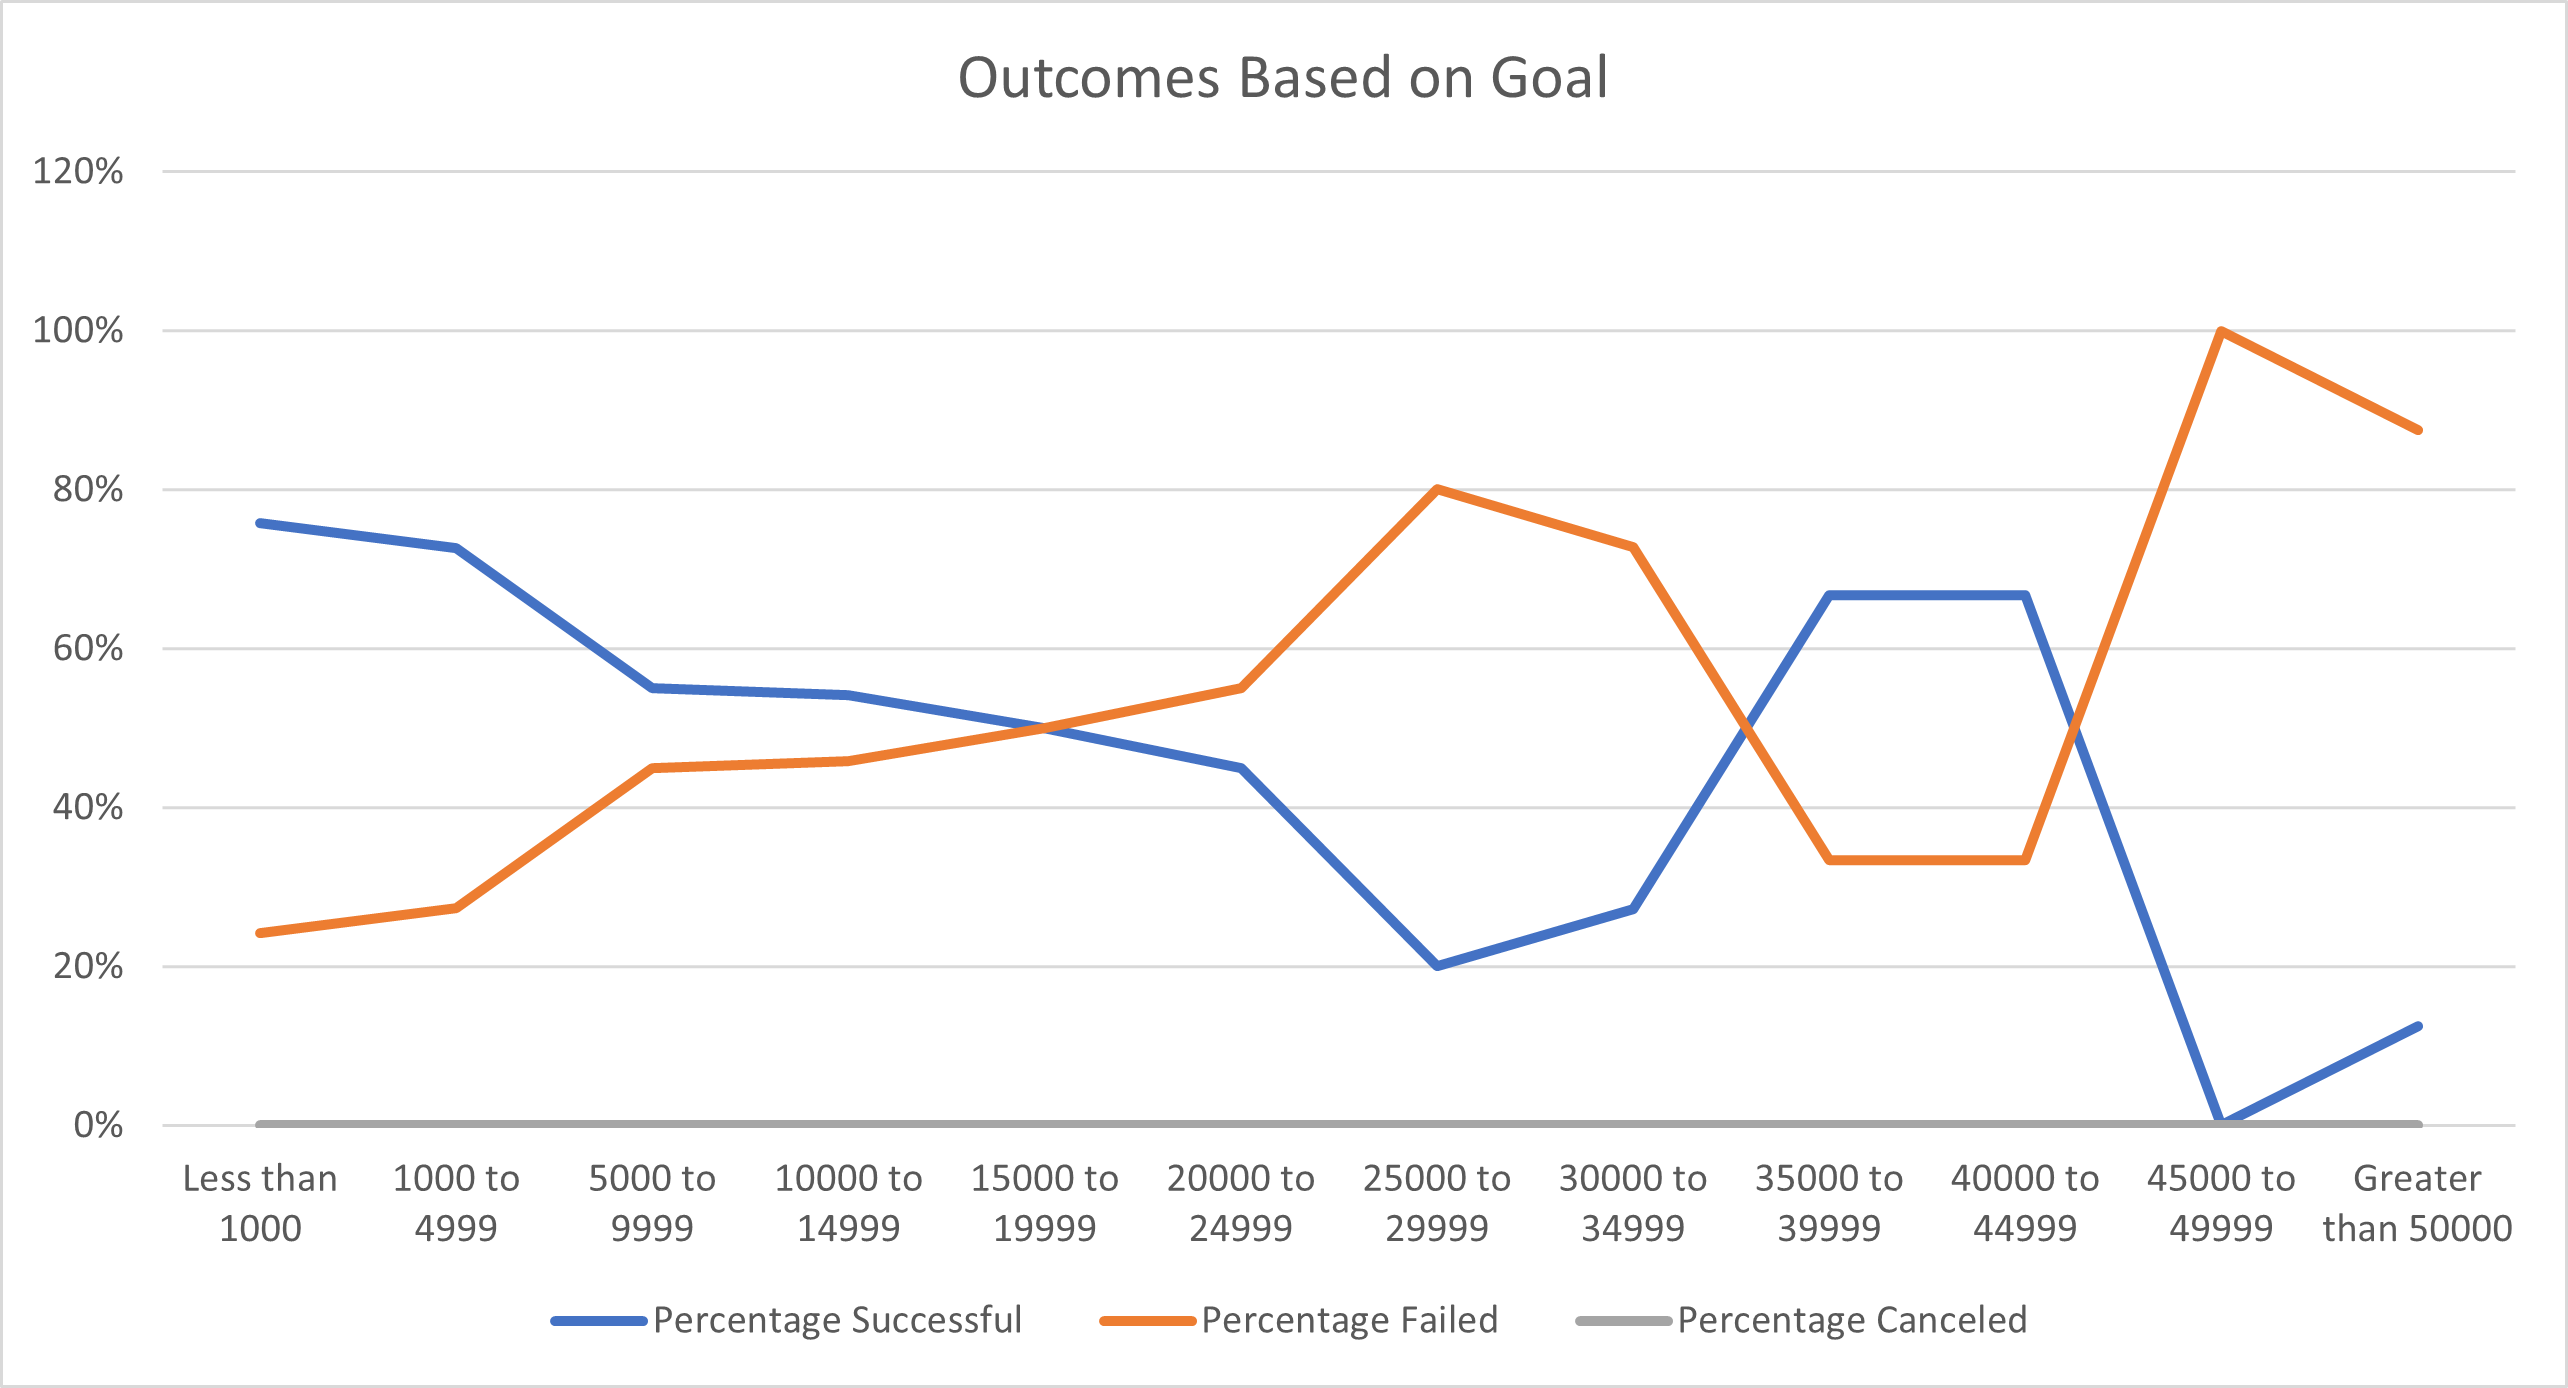 Outcomes Based on Goal
120%
100%
80%
60%
40%
20%
0%
Less than 1000
1000 to 4999
5000 to 9999
10000 to 14999
15000 to 19999
20000 to 24999
25000 to 29999
30000 to 34999
35000 to 39999
40000 to 44999
45000 to 49999
Greater than 50000
Percentage Successful
Percentage Failed
Percentage Canceled